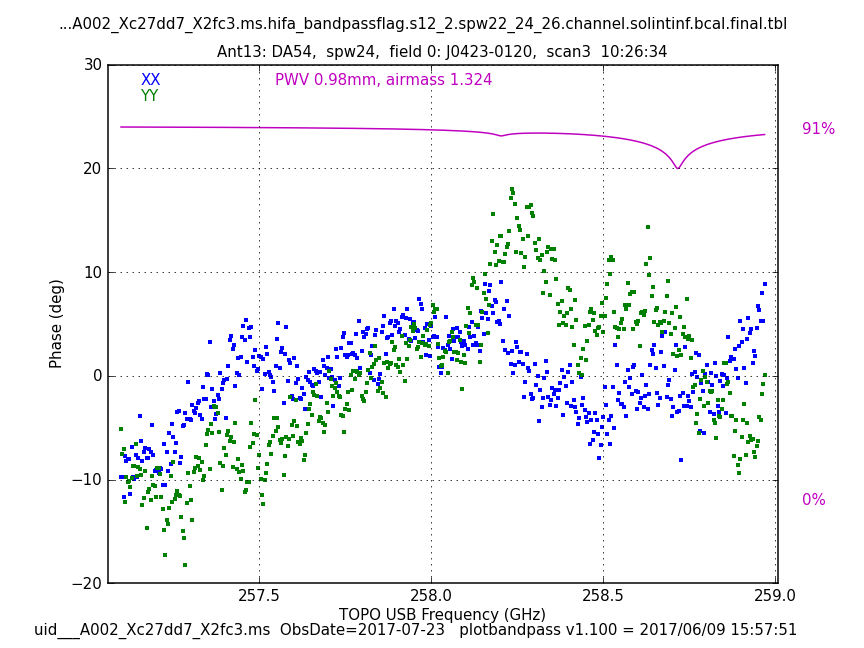 ...A002_Xc27dd7_X2fc3.ms.hifa_bandpassflag.s12_2.spw22_24_26.channel.solintinf.bcal.final.tbl
Ant13: DA54,  spw24,  field 0: J0423-0120,  scan3  10:26:34
30
XX
PWV 0.98mm, airmass 1.324
YY
91%
20
10
Phase (deg)
0
−10
0%
−20
257.5
258.0
258.5
259.0
TOPO USB Frequency (GHz)
uid___A002_Xc27dd7_X2fc3.ms  ObsDate=2017-07-23   plotbandpass v1.100 = 2017/06/09 15:57:51